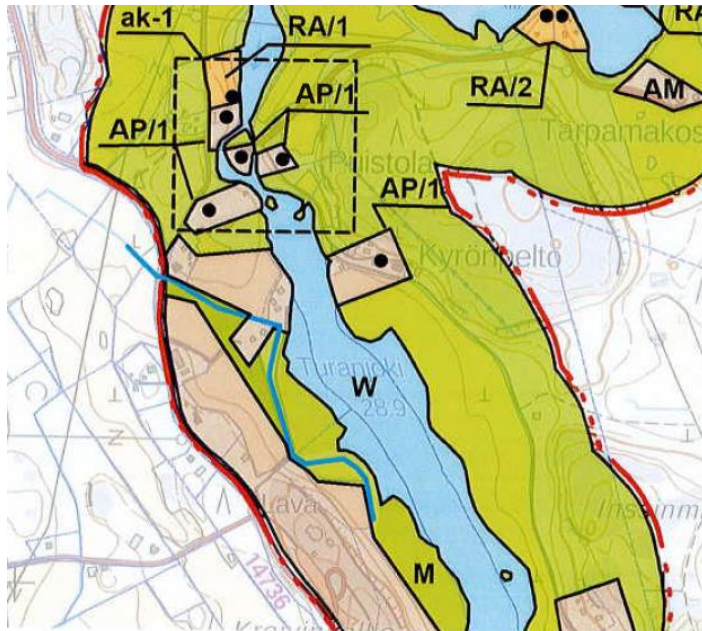 ak-1
RA/1
RA/2
AM
AP/1
AP/1
Tarpamakos
Puistola
AP/1
Kyrönpelto
Turanjoki
W
28.9
Lava
M
14736